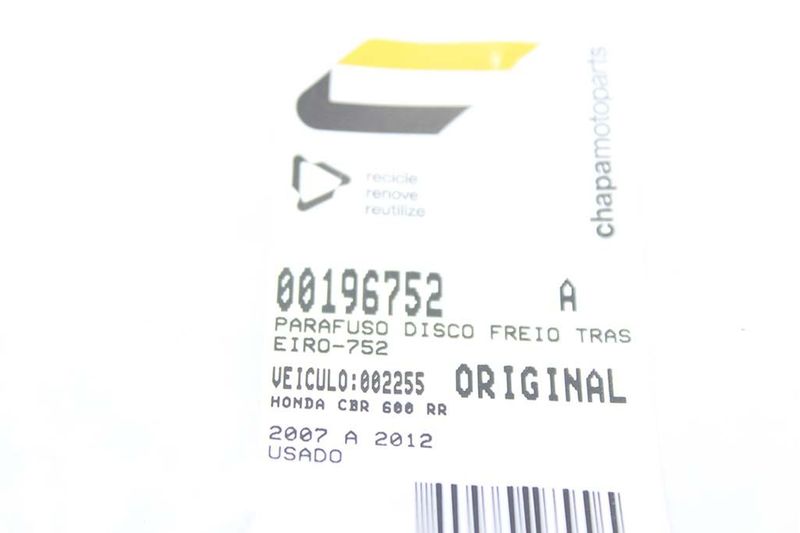 chapamotoparts
recicle
renove
reutilize
00196752 A
PARAFUSO DISCO FREIO TRAS
EIRO-752
VEICULO:002255 ORIGINAL
HONDA CBR 600 RR
2007 A 2012
USADO